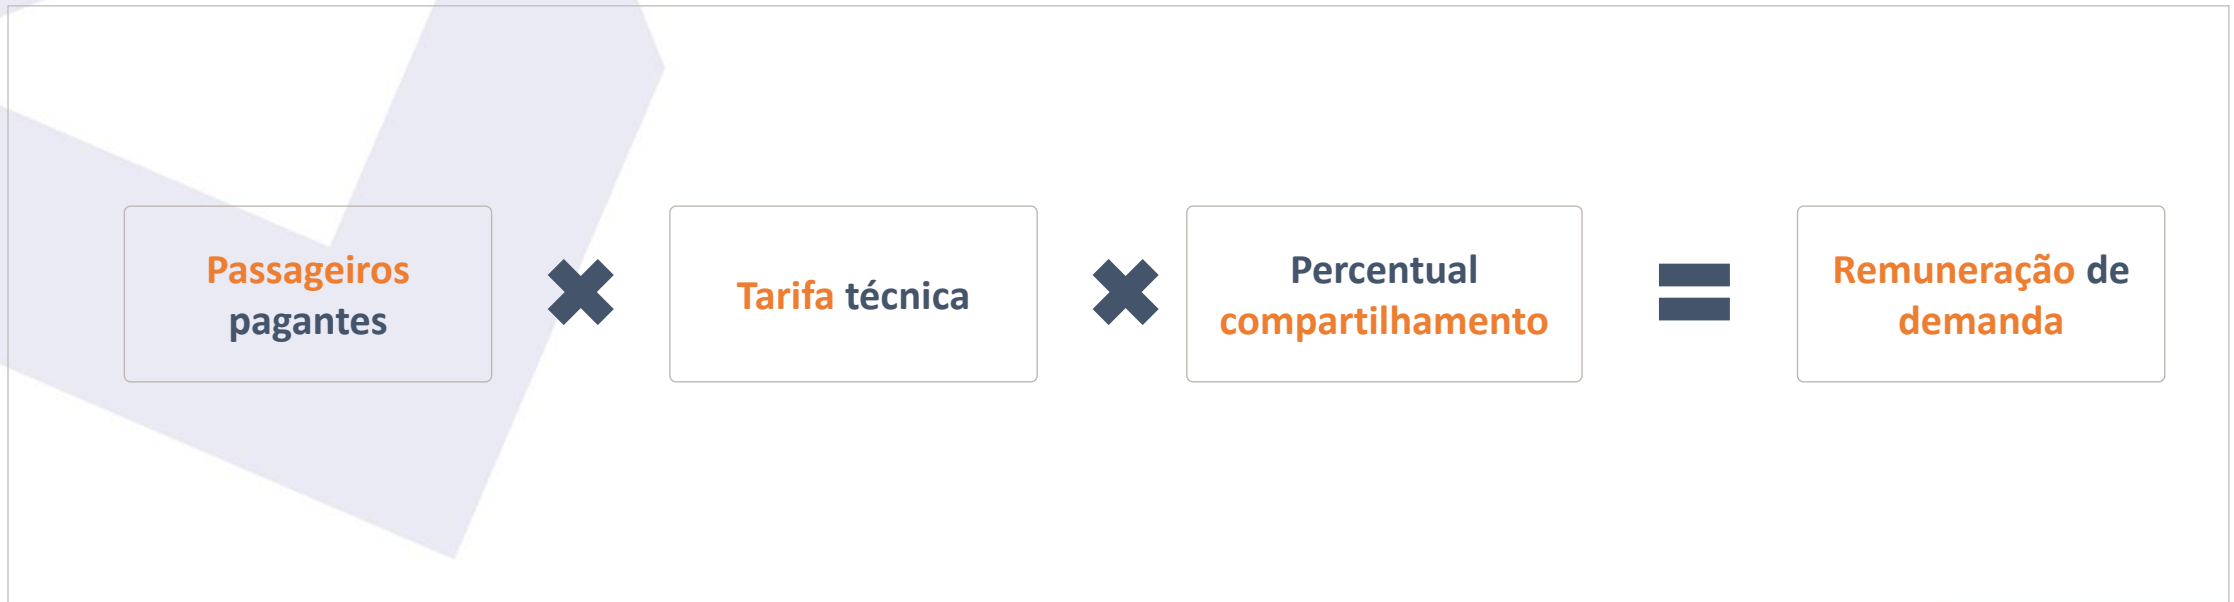 Passageiros
pagantes
Tarifa técnica
Percentual
compartilhamento
Remuneração de
demanda